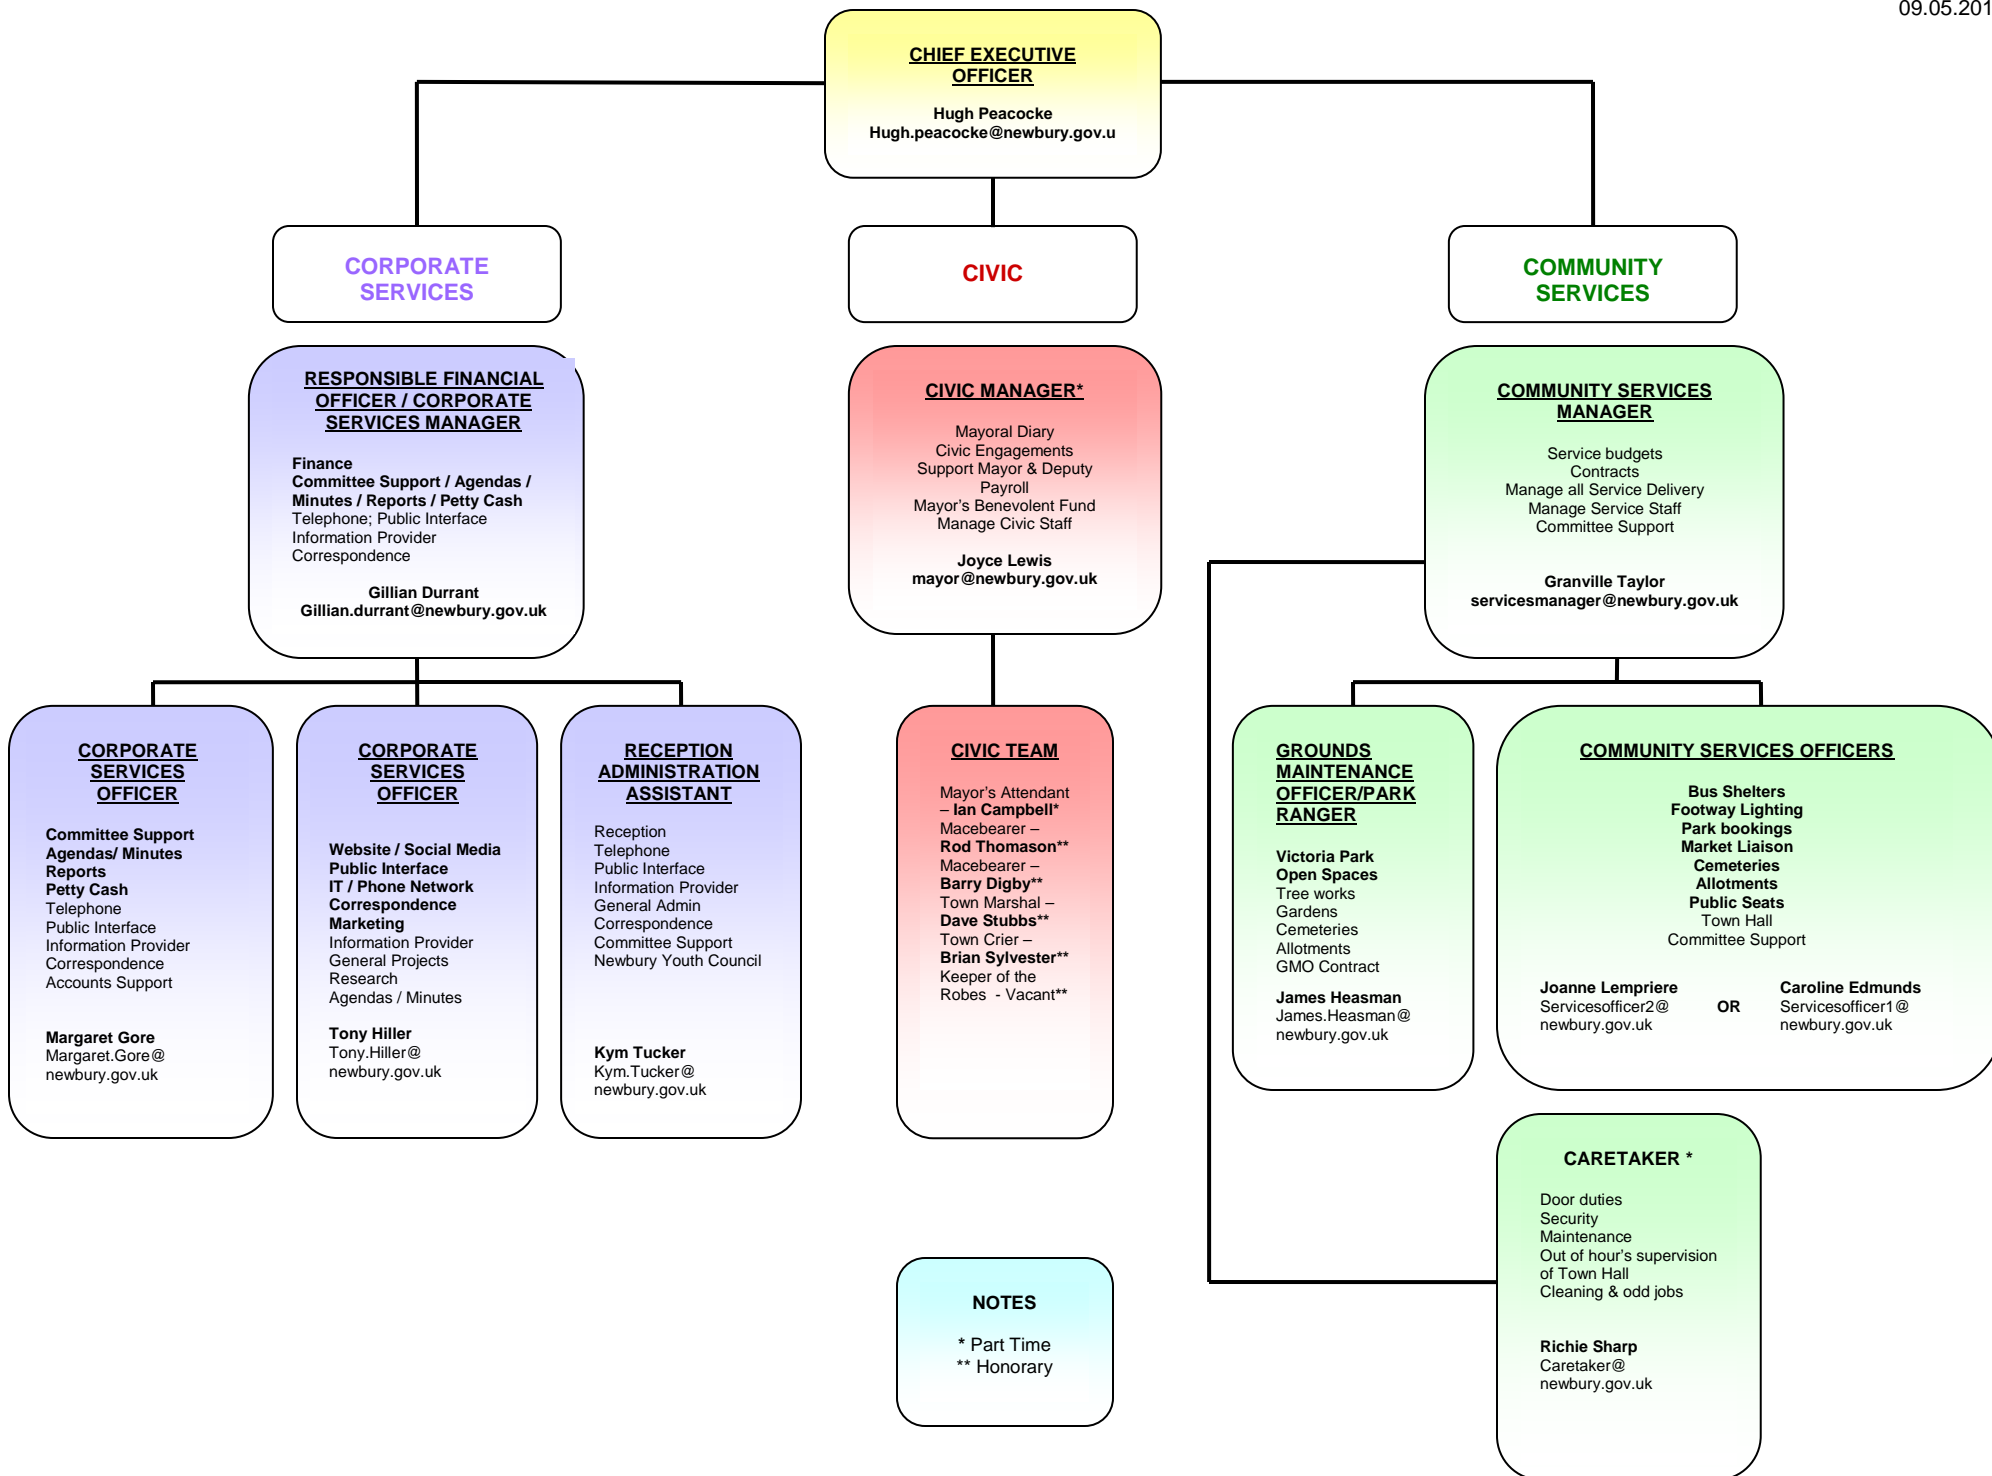 09.05.201
CHIEF EXECUTIVE
OFFICER
Hugh Peacocke
Hugh.peacocke@newbury.gov.u
CORPORATE
SERVICES
CIVIC
COMMUNITY
SERVICES
RESPONSIBLE FINANCIAL
OFFICER / CORPORATE
SERVICES MANAGER
Finance
Committee Support / Agendas /
Minutes / Reports / Petty Cash
Telephone; Public Interface
Information Provider
Correspondence
Gillian Durrant
Gillian.durrant@newbury.gov.uk
CIVIC MANAGER*
Mayoral Diary
Civic Engagements
Support Mayor & Deputy
Payroll
Mayor’s Benevolent Fund
Manage Civic Staff
Joyce Lewis
mayor@newbury.gov.uk
COMMUNITY SERVICES
MANAGER
Service budgets
Contracts
Manage all Service Delivery
Manage Service Staff
Committee Support
Granville Taylor
servicesmanager@newbury.gov.uk
CORPORATE
SERVICES
OFFICER
Committee Support
Agendas/ Minutes
Reports
Petty Cash
Telephone
Public Interface
Information Provider
Correspondence
Accounts Support
Margaret Gore
Margaret.Gore@
newbury.gov.uk
CORPORATE
SERVICES
OFFICER
Website / Social Media
Public Interface
IT / Phone Network
Correspondence
Marketing
Information Provider
General Projects
Research
Agendas / Minutes
Tony Hiller
Tony.Hiller@
newbury.gov.uk
RECEPTION
ADMINISTRATION
ASSISTANT
Reception
Telephone
Public Interface
Information Provider
General Admin
Correspondence
Committee Support
Newbury Youth Council
Kym Tucker
Kym.Tucker@
newbury.gov.uk
CIVIC TEAM
Mayor’s Attendant
– Ian Campbell*
Macebearer –
Rod Thomason**
Macebearer –
Barry Digby**
Town Marshal –
Dave Stubbs**
Town Crier –
Brian Sylvester**
Keeper of the
Robes - Vacant**
GROUNDS
MAINTENANCE
OFFICER/PARK
RANGER
Victoria Park
Open Spaces
Tree works
Gardens
Cemeteries
Allotments
GMO Contract
James Heasman
James.Heasman@
newbury.gov.uk
COMMUNITY SERVICES OFFICERS
Bus Shelters
Footway Lighting
Park bookings
Market Liaison
Cemeteries
Allotments
Public Seats
Town Hall
Committee Support
Joanne Lempriere
Servicesofficer2@
newbury.gov.uk
OR
Caroline Edmunds
Servicesofficer1@
newbury.gov.uk
CARETAKER *
Door duties
Security
Maintenance
Out of hour’s supervision
of Town Hall
Cleaning & odd jobs
Richie Sharp
Caretaker@
newbury.gov.uk
NOTES
* Part Time
** Honorary